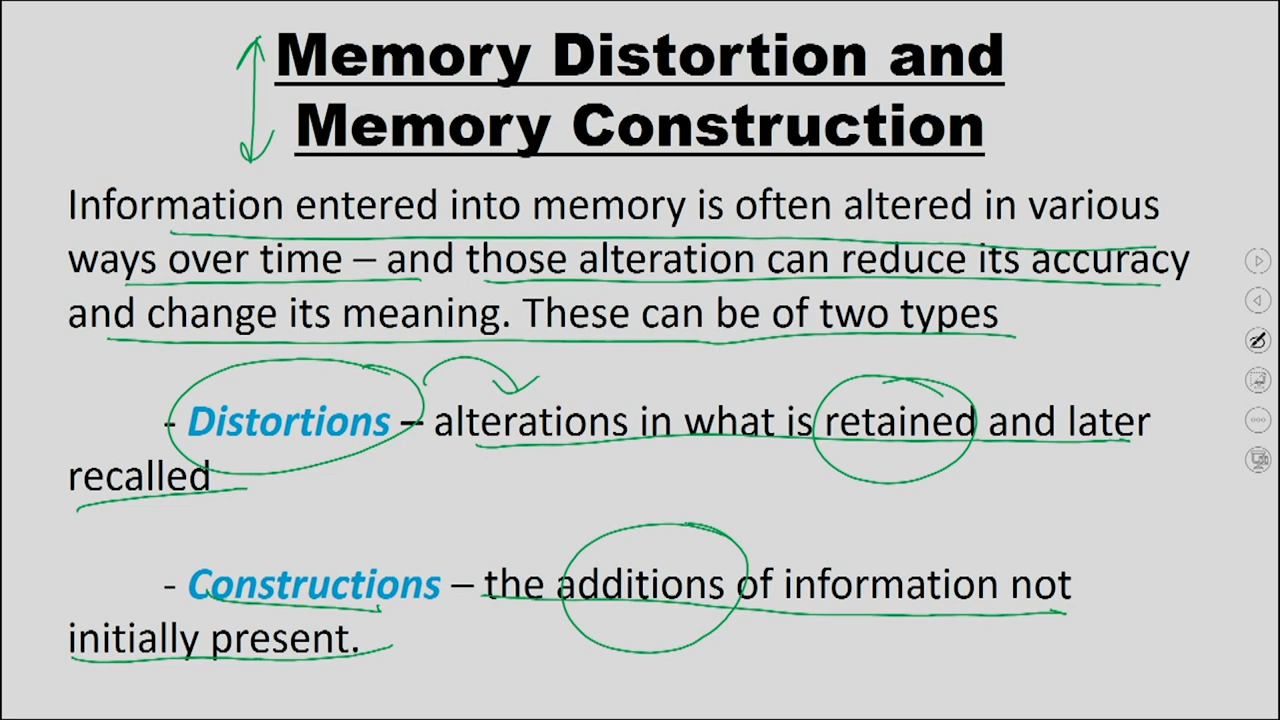 Memory Distortion and
Memory Construction
Information entered into memory is often altered in various
ways over time – and those alteration can reduce its accuracy
and change its meaning. These can be of two types
- Distortions – alterations in what is retained and later
recalled
- Constructions – the additions of information not
initially present.